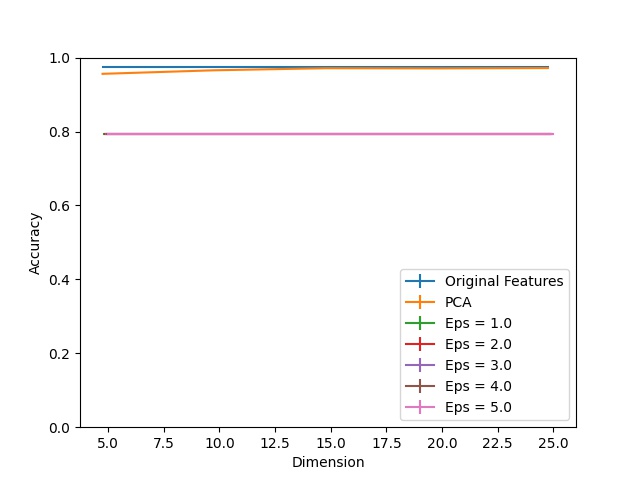 1.0
0.8
0.6
0.4
0.2
0.0
Accuracy
Original Features
PCA
Eps = 1.0
Eps = 2.0
Eps = 3.0
Eps = 4.0
Eps = 5.0
5.0 7.5 10.0 12.5 15.0 17.5 20.0 22.5 25.0
Dimension